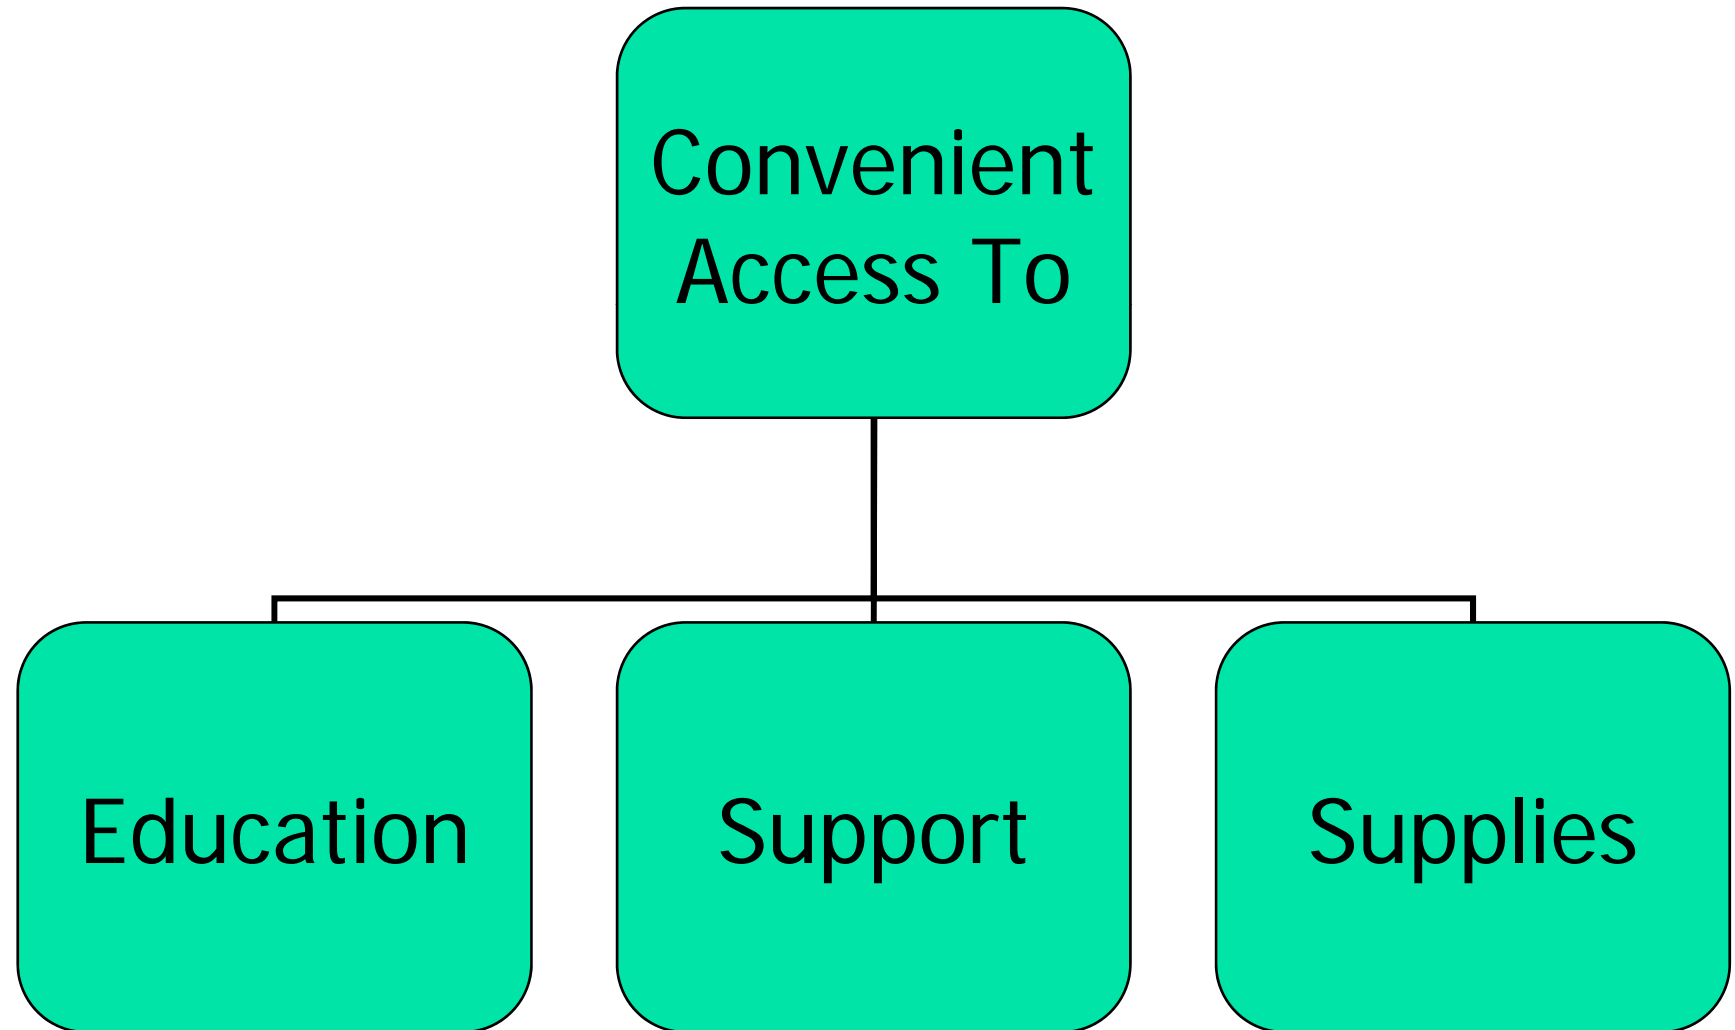 Convenient
Access To
Education
Support
Supplies